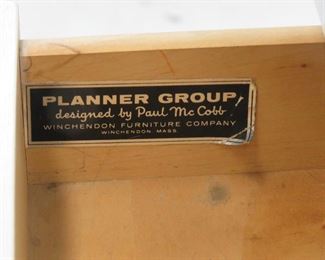 PLANNER GROUP
designed by Paul McCobb
WINCHENDON FURNITURE COMPANY
WINCHENDON, MASS.